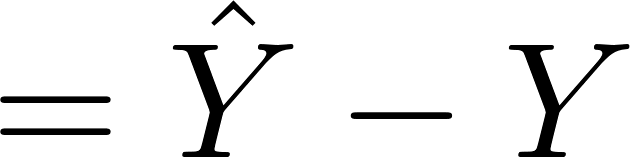 = Ŷ − Y